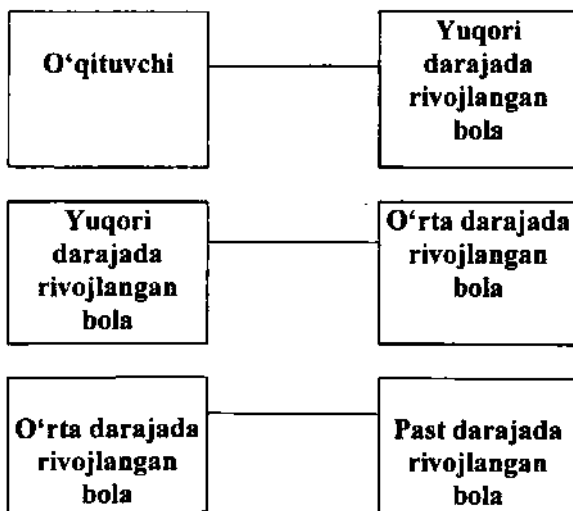 O‘qituvchi
Yuqori
darajada
rivojlangan
bola
Yuqori
darajada
rivojlangan
bola
O‘rta darajada
rivojlangan
bola
O‘rta darajada
rivojlangan
bola
Past darajada
rivojlangan
bola